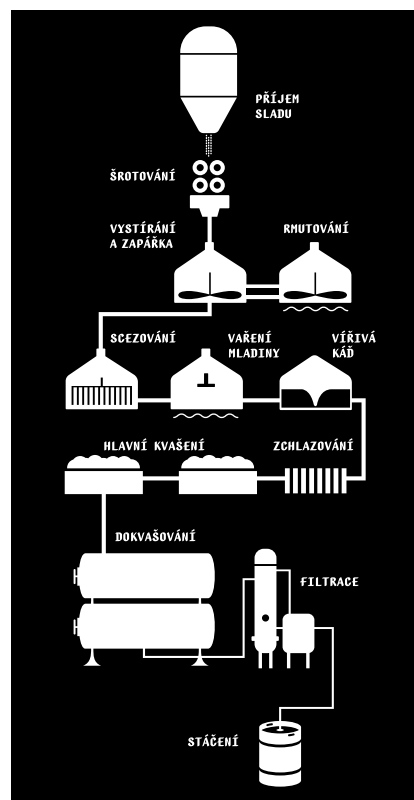 PŘÍJEM
SLADU
ŠROTOVÁNÍ
VYSTÍRÁNÍ
A ZAPÁŘKA
RMUTOVÁNÍ
SCEZOVÁNÍ
VAŘENÍ
MLADINY
VÍŘIVÁ
KÁĎ
HLAVNÍ KVAŠENÍ
ZCHLAZOVÁNÍ
DOKVAŠOVÁNÍ
FILTRACE
STÁČENÍ